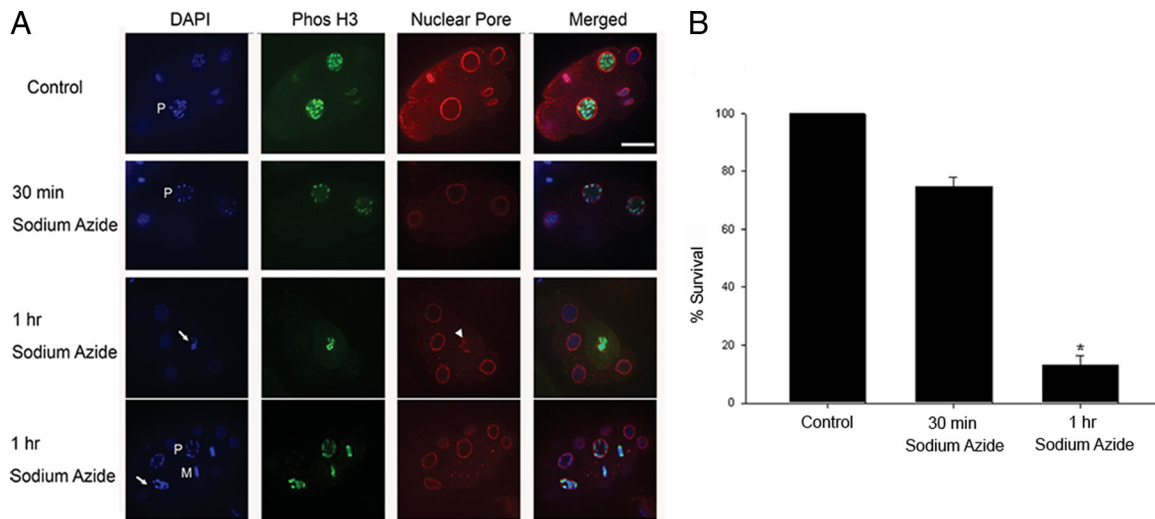 A
DAPI Phos H3 Nuclear Pore Merged
Control
P
30 min
Sodium Azide
P
1 hr
Sodium Azide
1 hr
Sodium Azide
P
M
B
% Survival
100
80
60
40
20
0
*
Control
30 min
Sodium Azide
1 hr
Sodium Azide